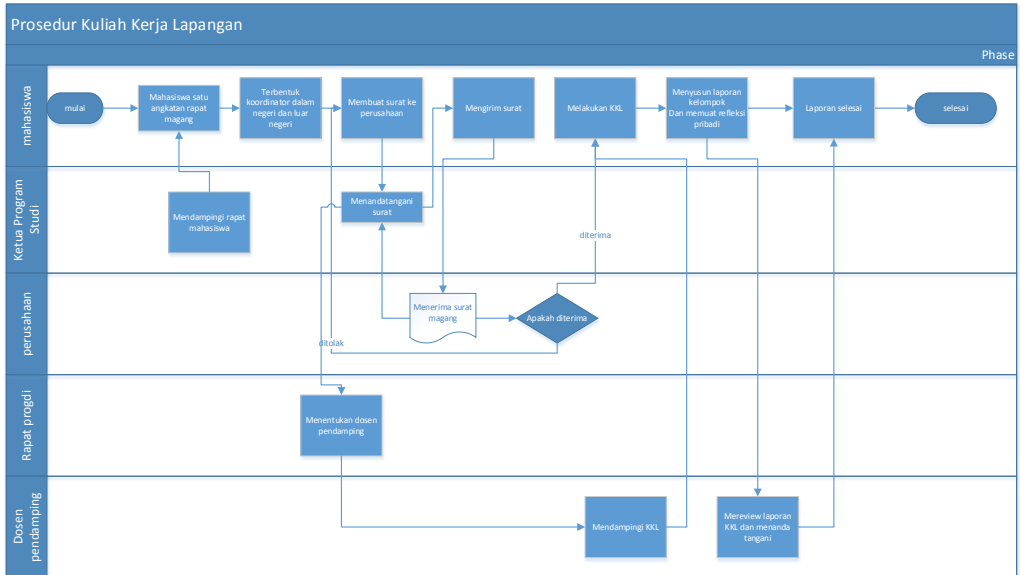 Prosedur Kuliah Kerja Lapangan
Phase
mahasiswa
mulai
Mahasiswa satu
angkatan rapat
magang
Terbentuk
koordinator dalam
negeri dan luar
negeri
Membuat surat ke
perusahaan
Mengirim surat
Melakukan KKL
Menyusun laporan
kelompok
Dan memuat refleksi
pribadi
Laporan selesai
selesai
Ketua Program
Studi
Mendampingi rapat
mahasiswa
Menandatangani
surat
diterima
perusahaan
Menerima surat
magang
Apakah diterima
ditolak
Rapat progdi
Menentukan dosen
pendamping
Dosen
pendamping
Mendampingi KKL
Mereview laporan
KKL dan menanda
tangani